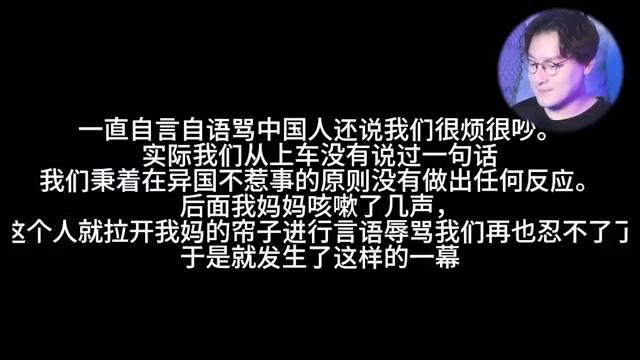 一直自言自语骂中国人还说我们很烦很吵。
实际我们从上车没有说过一句话
我们秉着在异国不惹事的原则没有做出任何反应。
后面我妈妈咳嗽了几声，
这个人就拉开我妈的帘子进行言语辱骂我们再也忍不了了
于是就发生了这样的一幕